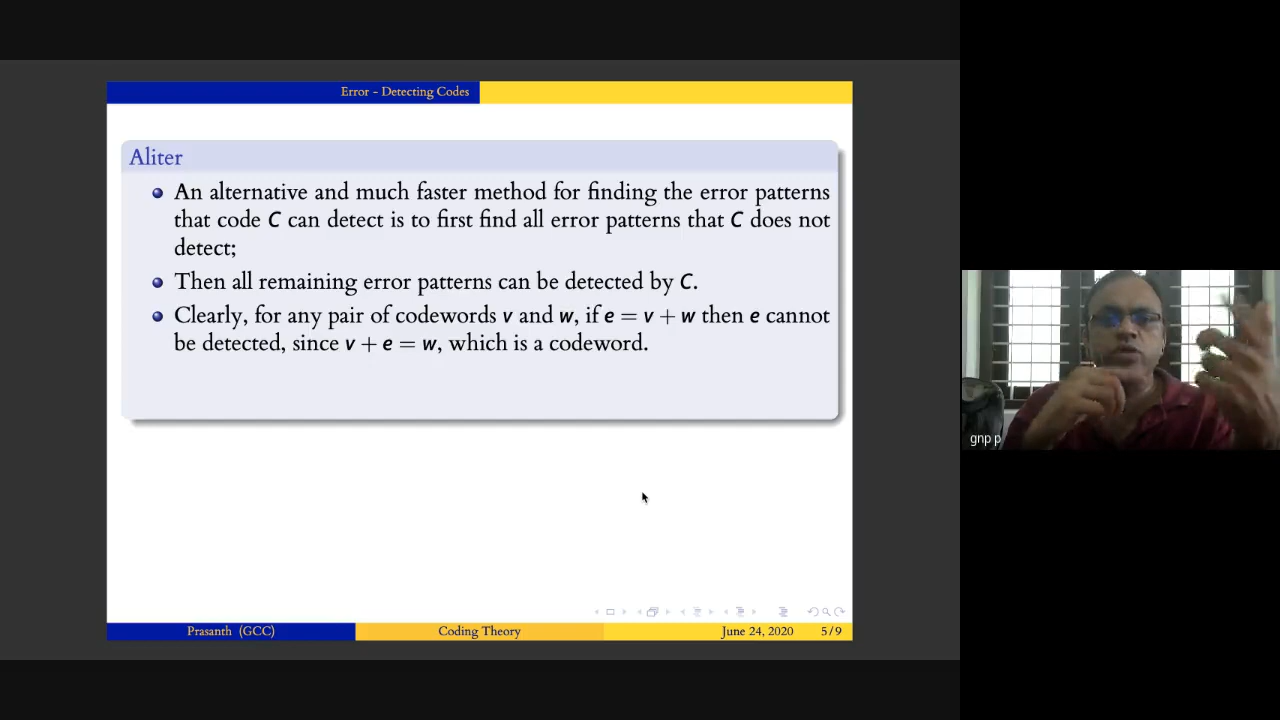 Error - Detecting Codes
Aliter
An alternative and much faster method for finding the error patterns
that code C can detect is to first find all error patterns that C does not
detect;
Then all remaining error patterns can be detected by C.
Clearly, for any pair of codewords v and w, if e = v + w then e cannot
be detected, since v + e = w, which is a codeword.
gnp p
Prasanth (GCC) Coding Theory June 24, 2020 5/9